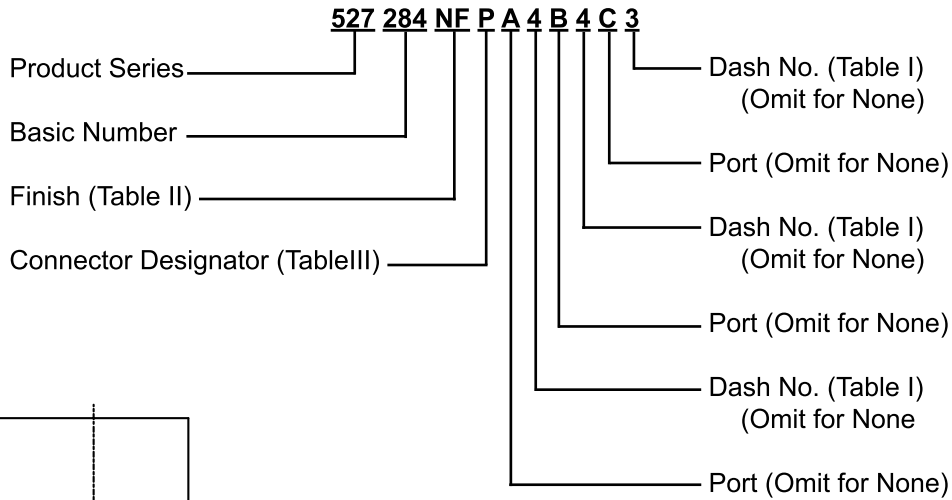 527 284 NF P A 4 B 4 C 3
Product Series
Basic Number
Finish (Table II)
Connector Designator (TableIII)
Dash No. (Table I)
(Omit for None)
Port (Omit for None)
Dash No. (Table I)
(Omit for None)
Port (Omit for None)
Dash No. (Table I)
(Omit for None
Port (Omit for None)